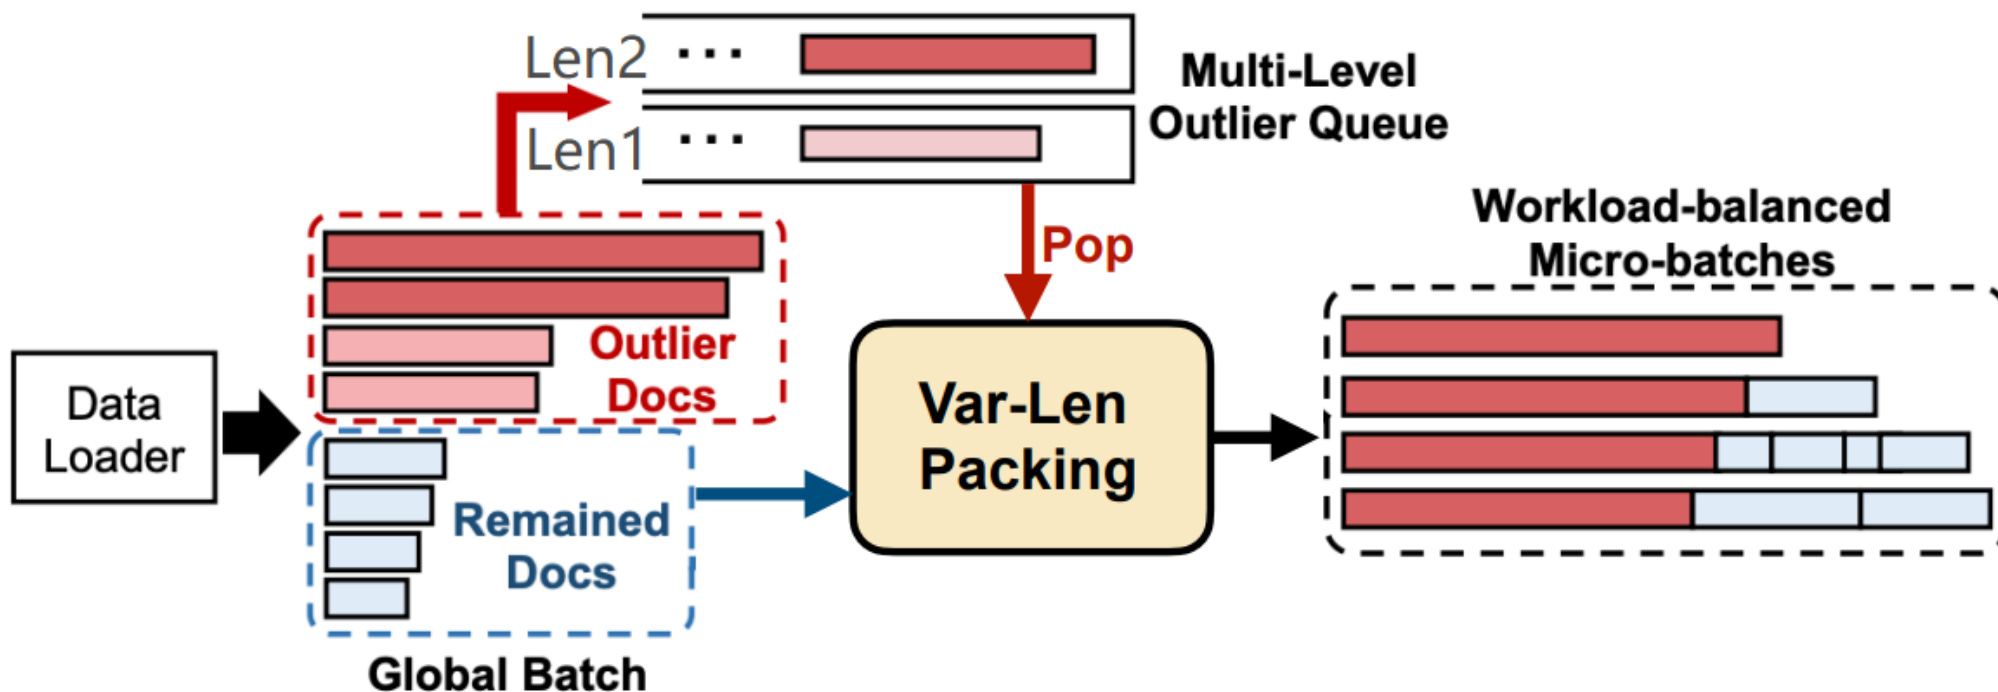 Len2
Len1
Multi-Level
Outlier Queue
Pop
Workload-balanced
Micro-batches
Data
Loader
Outlier
Docs
Remained
Docs
Global Batch
Var-Len
Packing